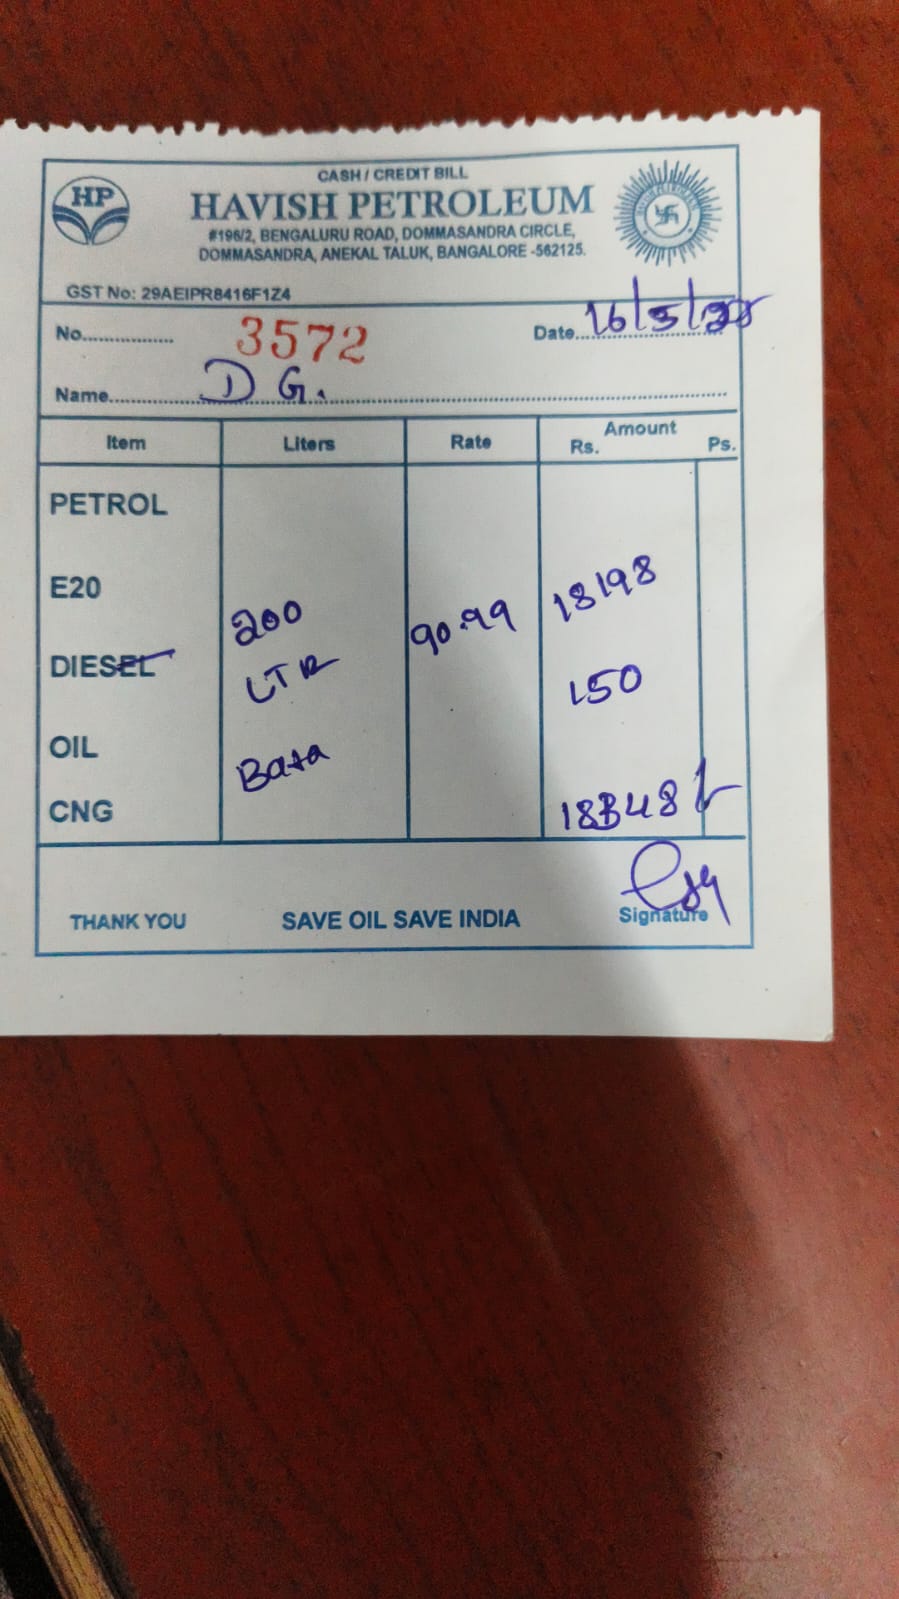 CASH / CREDIT BILL
HP
HAVISH PETROLEUM
#196/2, BENGALURU ROAD, DOMMASANDRA CIRCLE,
DOMMASANDRA, ANEKAL TALUK, BANGALORE -562125.
GST No: 29AEIPR8416F1Z4
No................. 3572 Date...16/5/25
Name.......... D G. ..........
Item Liters Rate Amount
Rs. Ps.
PETROL
E20
DIESEL 200 LTR 90.99 18198
OIL 150
Bata
CNG 18348
THANK YOU SAVE OIL SAVE INDIA Signature